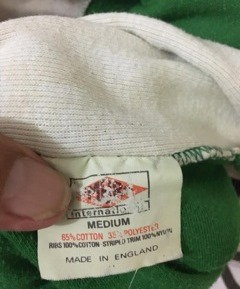 MEDIUM
65% COTTON 35% POLYESTER
RIBS 100% COTTON-STRIPED TRIM 100% NYLON
MADE IN ENGLAND